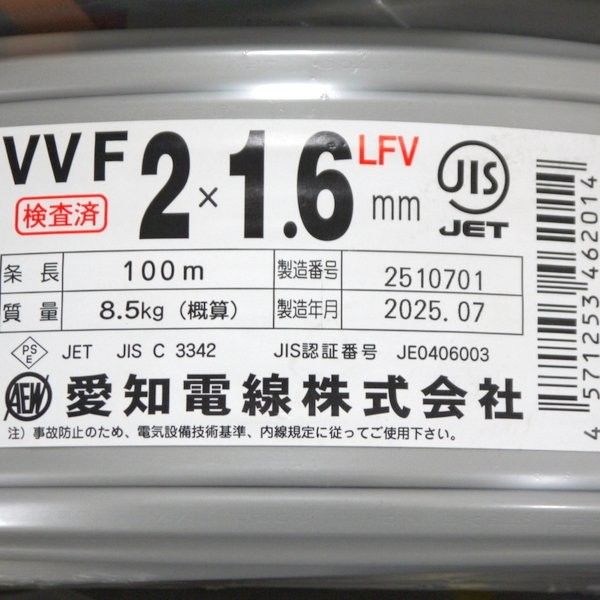 VVF 2×1.6 mm LFV
検査済
JIS
JET
条長 100m 製造番号 2510701
質量 8.5kg（概算） 製造年月 2025.07
PS E JET JIS C 3342 JIS認証番号 JE0406003
AEW 愛知電線株式会社
注）事故防止のため、電気設備技術基準、内線規定に従ってご使用下さい。
4571253462014